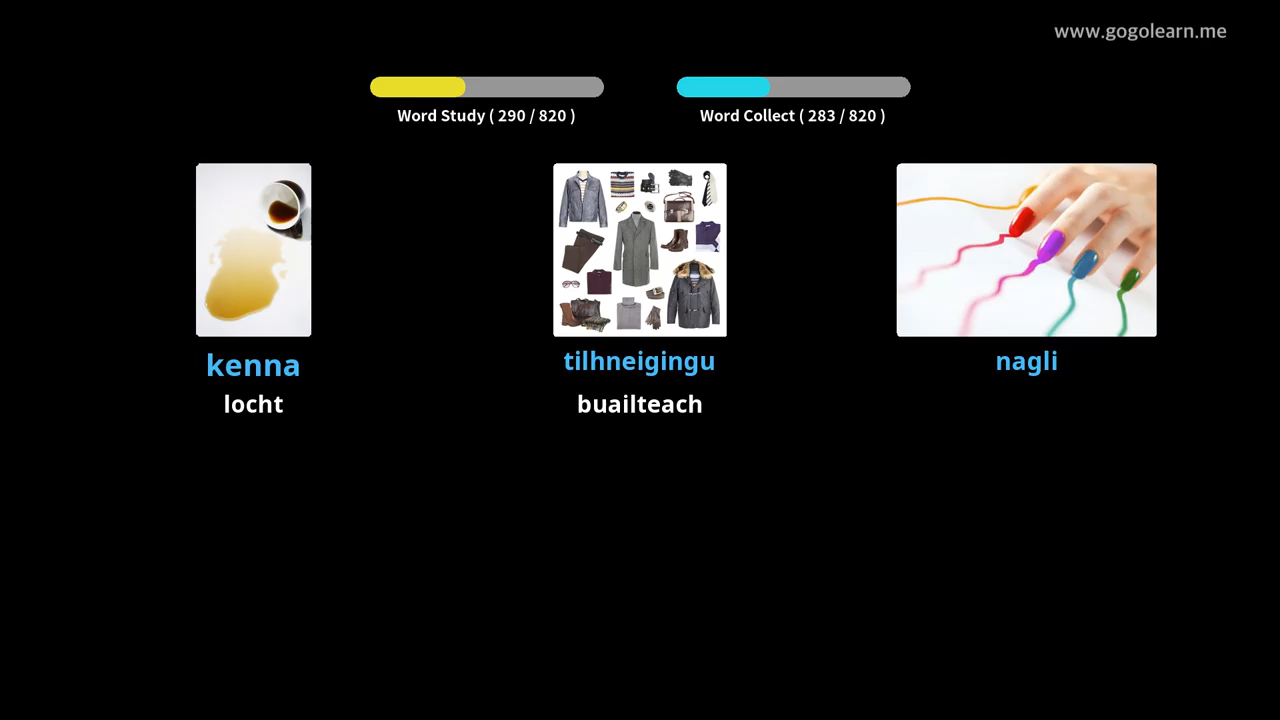 www.gogolearn.me
Word Study ( 290 / 820 )
Word Collect ( 283 / 820 )
kenna
locht
tilhneigingu
buailteach
nagli